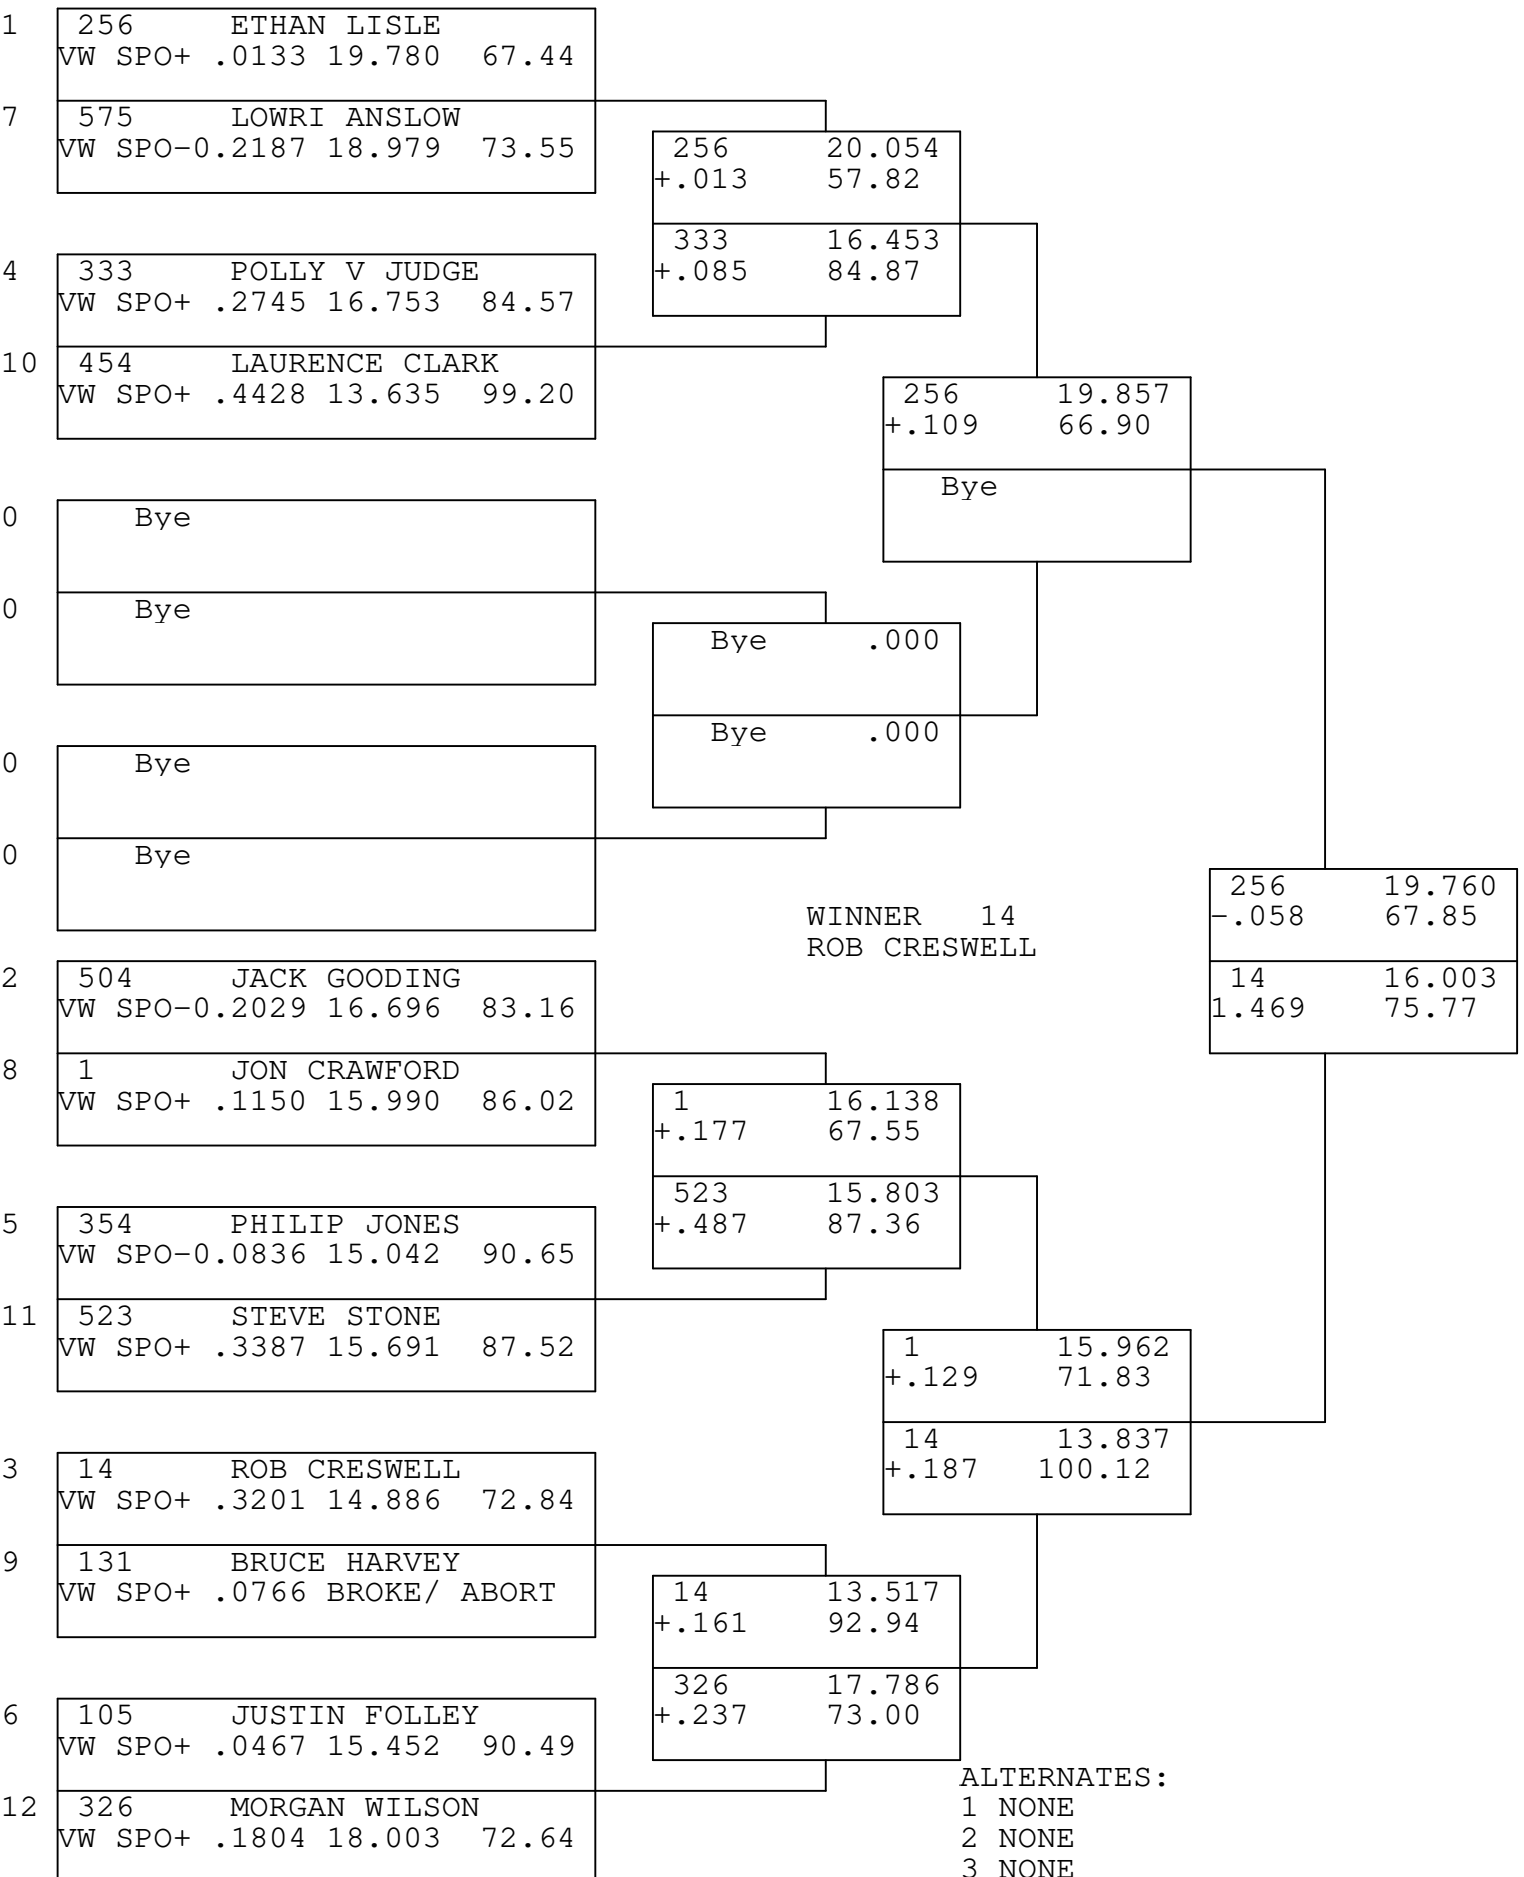 1 256 ETHAN LISLE
VW SPO+ .0133 19.780 67.44
7 575 LOWRI ANSLOW
VW SPO-0.2187 18.979 73.55
4 333 POLLY V JUDGE
VW SPO+ .2745 16.753 84.57
10 454 LAURENCE CLARK
VW SPO+ .4428 13.635 99.20
0 Bye
0 Bye
0 Bye
0 Bye
2 504 JACK GOODING
VW SPO-0.2029 16.696 83.16
8 1 JON CRAWFORD
VW SPO+ .1150 15.990 86.02
5 354 PHILIP JONES
VW SPO-0.0836 15.042 90.65
11 523 STEVE STONE
VW SPO+ .3387 15.691 87.52
3 14 ROB CRESWELL
VW SPO+ .3201 14.886 72.84
9 131 BRUCE HARVEY
VW SPO+ .0766 BROKE/ ABORT
6 105 JUSTIN FOLLEY
VW SPO+ .0467 15.452 90.49
12 326 MORGAN WILSON
VW SPO+ .1804 18.003 72.64
256 20.054
+.013 57.82
333 16.453
+.085 84.87
Bye .000
Bye .000
1 16.138
+.177 67.55
523 15.803
+.487 87.36
14 13.517
+.161 92.94
326 17.786
+.237 73.00
256 19.857
+.109 66.90
Bye
1 15.962
+.129 71.83
14 13.837
+.187 100.12
256 19.760
-.058 67.85
14 16.003
1.469 75.77
WINNER 14
ROB CRESWELL
ALTERNATES:
1 NONE
2 NONE
3 NONE